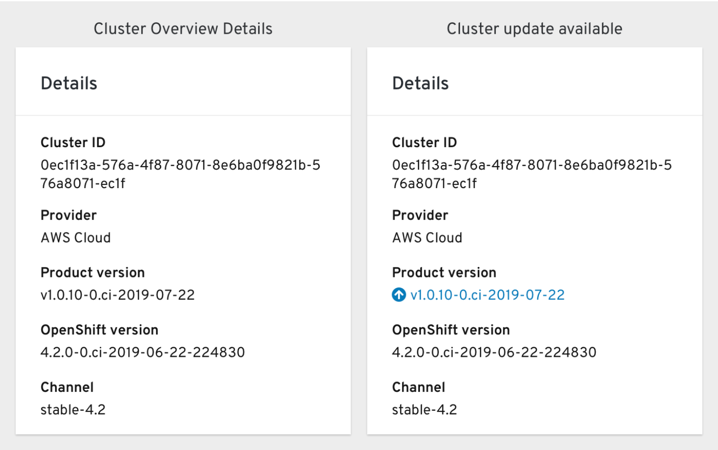 Cluster Overview Details
Details
Cluster ID
0ec1f13a-576a-4f87-8071-8e6ba0f9821b-5
76a8071-ec1f
Provider
AWS Cloud
Product version
v1.0.10-0.ci-2019-07-22
OpenShift version
4.2.0-0.ci-2019-06-22-224830
Channel
stable-4.2
Cluster update available
Details
Cluster ID
0ec1f13a-576a-4f87-8071-8e6ba0f9821b-5
76a8071-ec1f
Provider
AWS Cloud
Product version
v1.0.10-0.ci-2019-07-22
OpenShift version
4.2.0-0.ci-2019-06-22-224830
Channel
stable-4.2